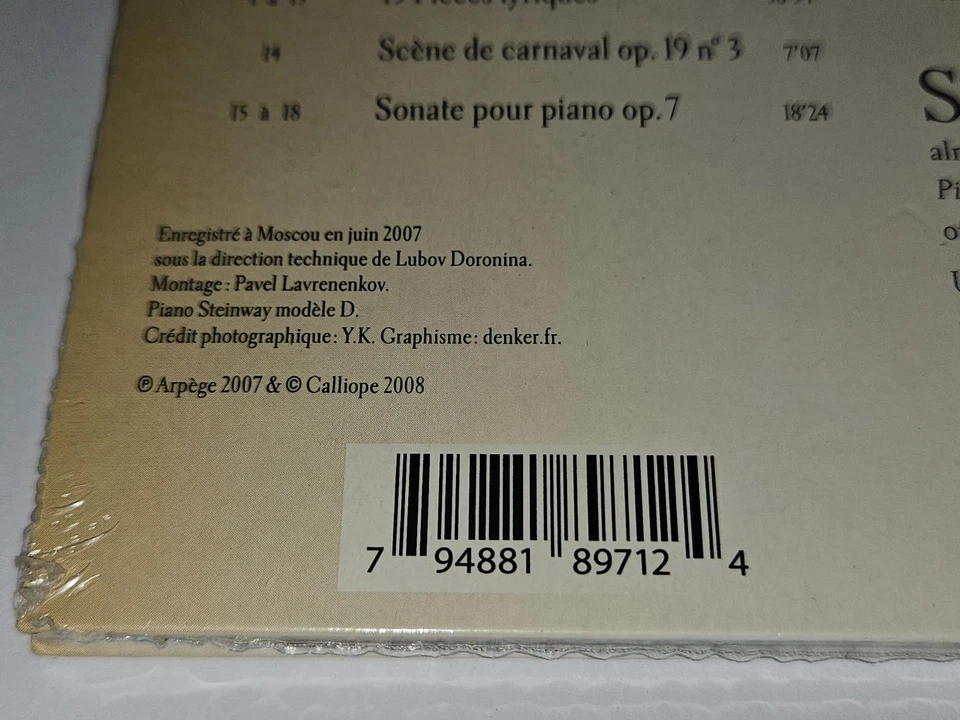 Pièces lyriques
14 Scène de carnaval op. 19 n° 3 7'07
15 à 18 Sonate pour piano op. 7 18'24
Enregistré à Moscou en juin 2007
sous la direction technique de Lubov Doronina.
Montage : Pavel Lavrenenkov.
Piano Steinway modèle D.
Crédit photographique : Y.K. Graphisme : denker.fr.
℗ Arpège 2007 & © Calliope 2008
7 94881 89712 4